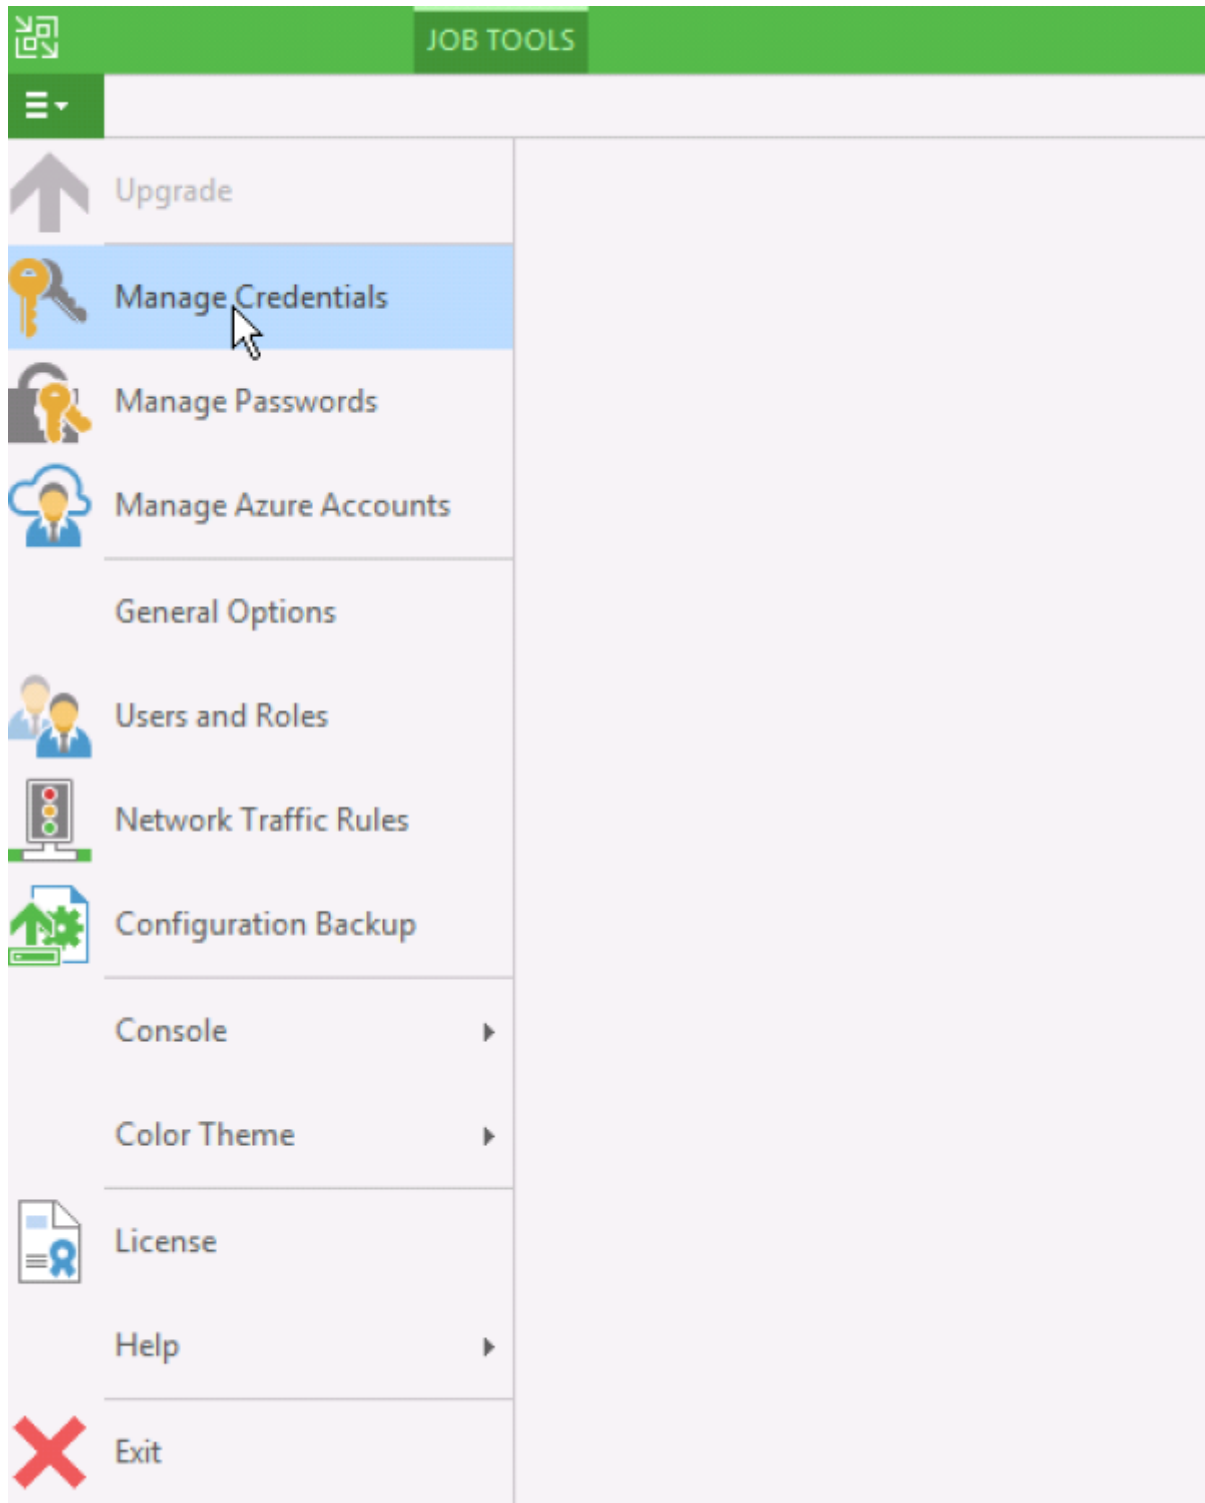 JOB TOOLS
Upgrade
Manage Credentials
Manage Passwords
Manage Azure Accounts
General Options
Users and Roles
Network Traffic Rules
Configuration Backup
Console
Color Theme
License
Help
Exit